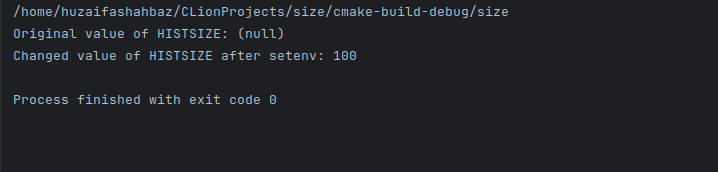 /home/huzaifashahbaz/CLionProjects/size/cmake-build-debug/size
Original value of HISTSIZE: (null)
Changed value of HISTSIZE after setenv: 100
Process finished with exit code 0